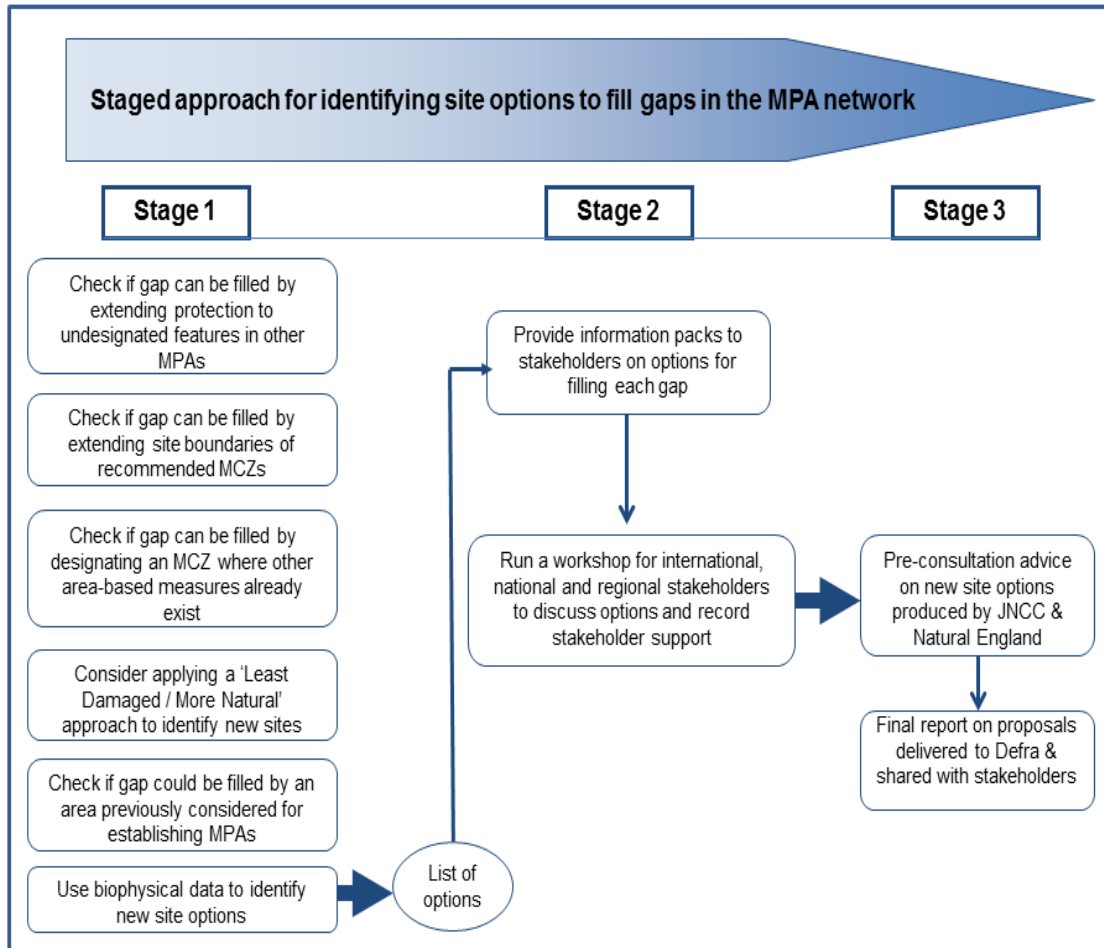 Staged approach for identifying site options to fill gaps in the MPA network
Stage 1
Stage 2
Stage 3
Check if gap can be filled by
extending protection to
undesignated features in other
MPAs
Check if gap can be filled by
extending site boundaries of
recommended MCZs
Check if gap can be filled by
designating an MCZ where other
area-based measures already
exist
Consider applying a ‘Least
Damaged / More Natural’
approach to identify new sites
Check if gap could be filled by an
area previously considered for
establishing MPAs
Use biophysical data to identify
new site options
List of
options
Provide information packs to
stakeholders on options for
filling each gap
Run a workshop for international,
national and regional stakeholders
to discuss options and record
stakeholder support
Pre-consultation advice
on new site options
produced by JNCC &
Natural England
Final report on proposals
delivered to Defra &
shared with stakeholders